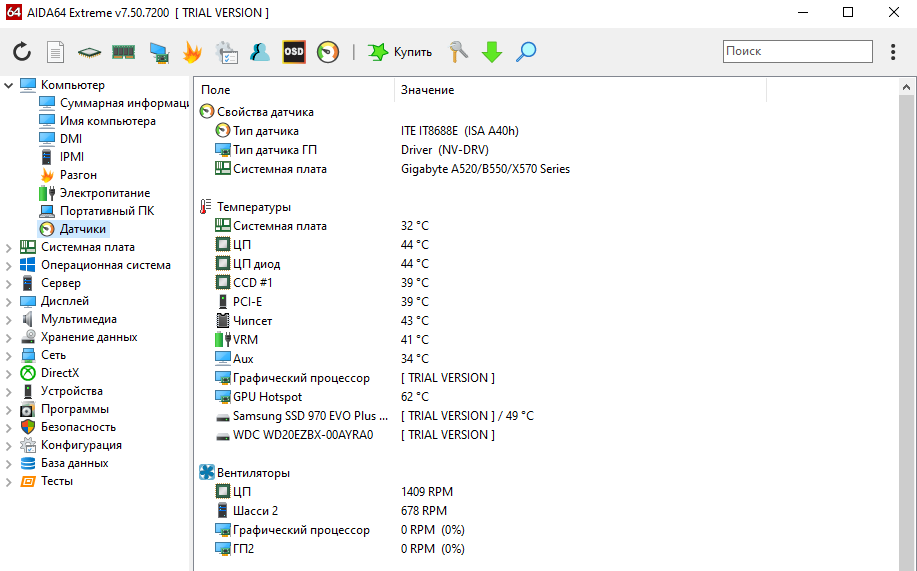 64 AIDA64 Extreme v7.50.7200 [ TRIAL VERSION ]
OSD Купить Поиск
Компьютер
Суммарная информаци
Имя компьютера
DMI
IPMI
Разгон
Электропитание
Портативный ПК
Датчики
Системная плата
Операционная система
Сервер
Дисплей
Мультимедиа
Хранение данных
Сеть
DirectX
Устройства
Программы
Безопасность
Конфигурация
База данных
Тесты
Поле Значение
Свойства датчика
Тип датчика ITE IT8688E (ISA A40h)
Тип датчика ГП Driver (NV-DRV)
Системная плата Gigabyte A520/B550/X570 Series
Температуры
Системная плата 32 °C
ЦП 44 °C
ЦП диод 44 °C
CCD #1 39 °C
PCI-E 39 °C
Чипсет 43 °C
VRM 41 °C
Aux 34 °C
Графический процессор [ TRIAL VERSION ]
GPU Hotspot 62 °C
Samsung SSD 970 EVO Plus ... [ TRIAL VERSION ] / 49 °C
WDC WD20EZBX-00AYRA0 [ TRIAL VERSION ]
Вентиляторы
ЦП 1409 RPM
Шасси 2 678 RPM
Графический процессор 0 RPM (0%)
ГП2 0 RPM (0%)